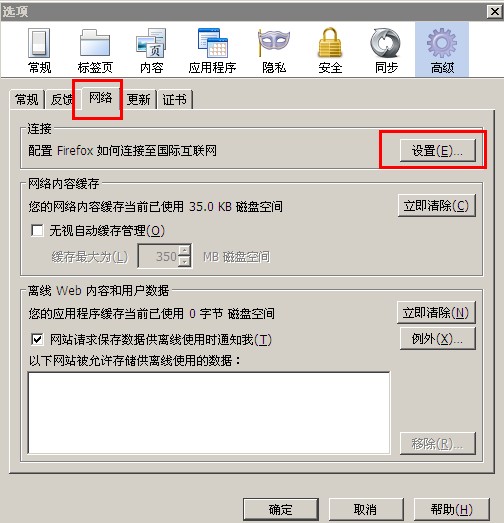 选项
常规 标签页 内容 应用程序 隐私 安全 同步 高级
常规 反馈 网络 更新 证书
连接
配置 Firefox 如何连接至国际互联网 设置(E)...
网络内容缓存
您的网络内容缓存当前已使用 35.0 KB 磁盘空间 立即清除(C)
无视自动缓存管理(O)
缓存最大为(L) 350 MB 磁盘空间
离线 Web 内容和用户数据
您的应用程序缓存当前已使用 0 字节 磁盘空间 立即清除(N)
网站请求保存数据供离线使用时通知我(T) 例外(X)...
以下网站被允许存储供离线使用的数据：
移除(R)...
确定 取消 帮助(H)